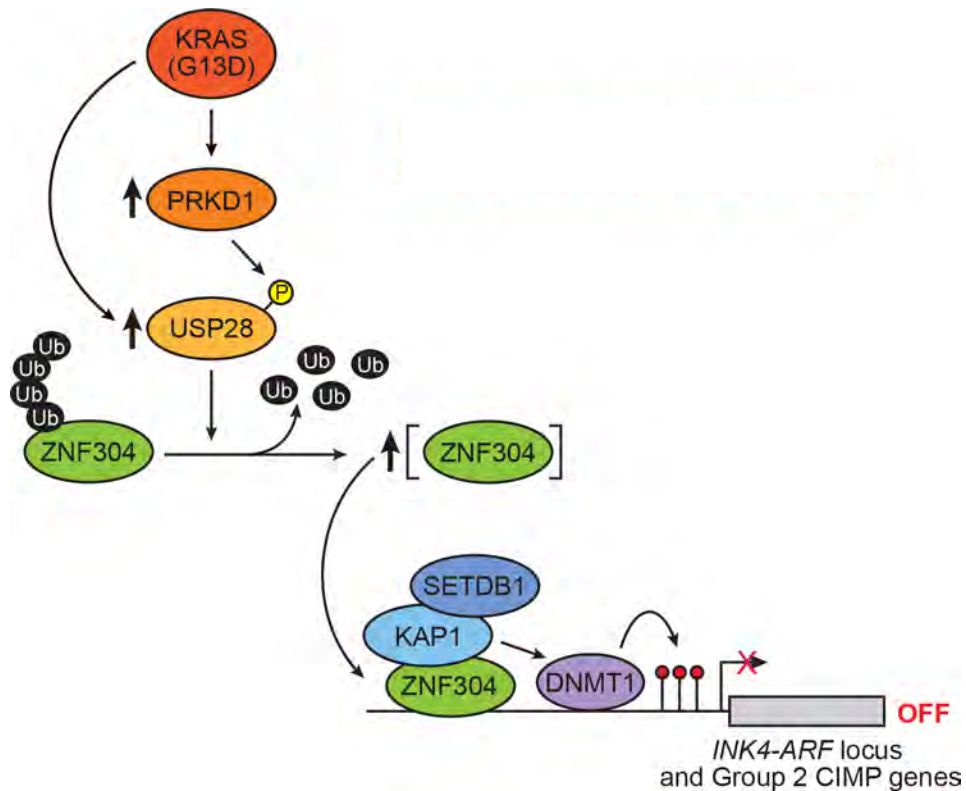 KRAS
(G13D)
PRKD1
P
USP28
Ub
Ub
Ub
Ub
Ub
Ub
Ub
Ub
ZNF304
[ ZNF304 ]
SETDB1
KAP1
ZNF304
DNMT1
X
OFF
INK4-ARF locus
and Group 2 CIMP genes